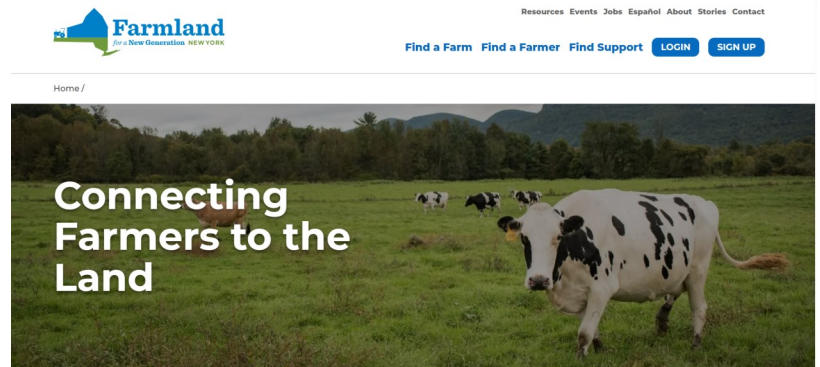 Resources Events Jobs Español About Stories Contact
Farmland
for a New Generation NEW YORK
Find a Farm Find a Farmer Find Support LOGIN SIGN UP
Home /
Connecting
Farmers to the
Land